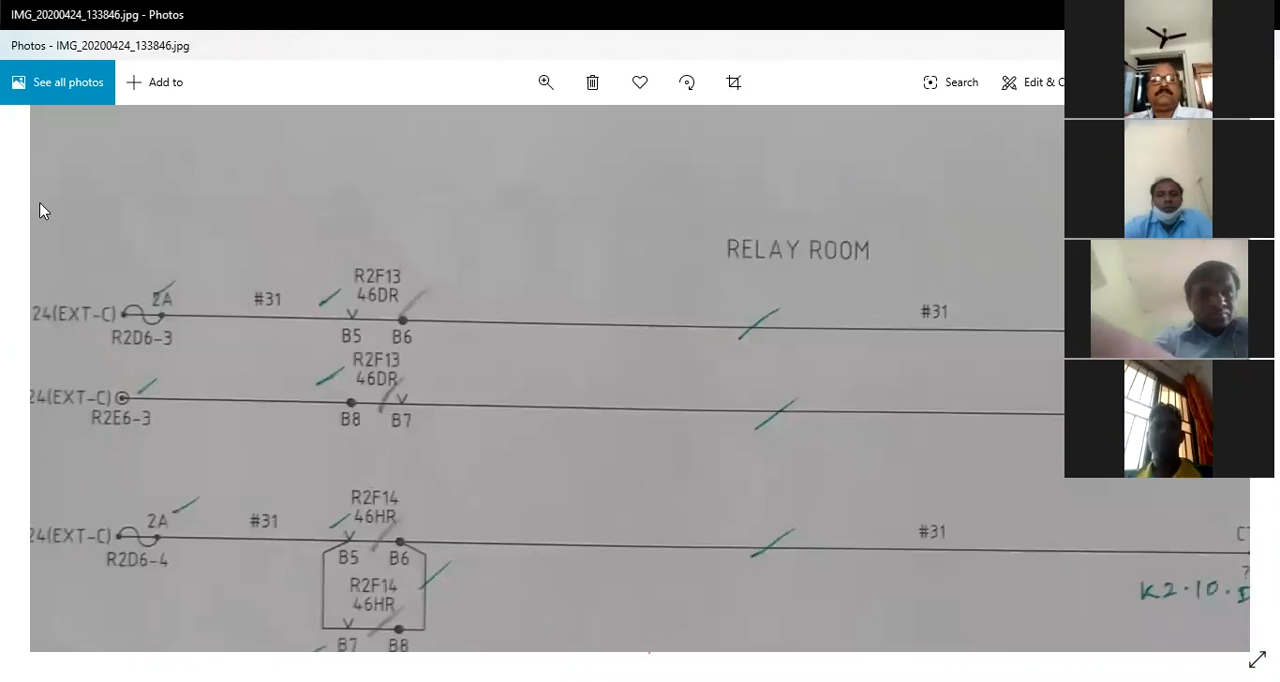 IMG_20200424_133846.jpg - Photos
Photos - IMG_20200424_133846.jpg
See all photos
Add to
Search
Edit & C
RELAY ROOM
R2F13
46DR
2A
#31
#31
24(EXT-C)
R2D6-3
B5
B6
R2F13
46DR
24(EXT-C)
R2E6-3
B8
B7
R2F14
46HR
2A
#31
#31
24(EXT-C)
R2D6-4
B5
B6
R2F14
46HR
B7
B8
K2.10.